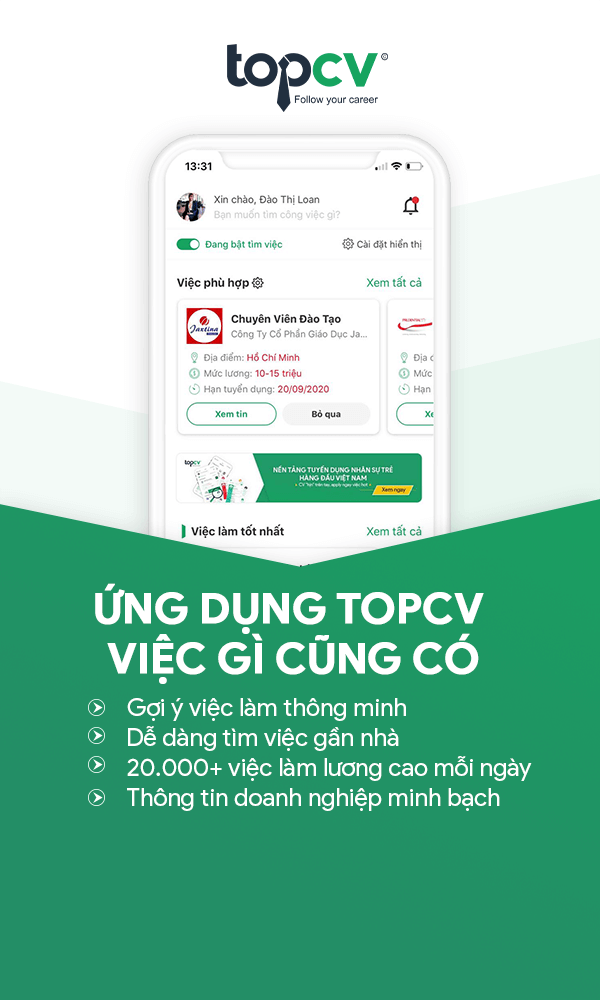 topcv ©
Follow your career
13:31
Xin chào, Đào Thị Loan
Bạn muốn tìm công việc gì?
Đang bật tìm việc
Cài đặt hiển thị
Việc phù hợp
Xem tất cả
Jaxtina
Chuyên Viên Đào Tạo
Công Ty Cổ Phần Giáo Dục Ja...
Địa điểm: Hồ Chí Minh
Mức lương: 10-15 triệu
Hạn tuyển dụng: 20/09/2020
Xem tin
Bỏ qua
PRUDENTIAL
Địa đ
Mức
Hạn
Xe
topcv
NỀN TẢNG TUYỂN DỤNG NHÂN SỰ TRẺ
HÀNG ĐẦU VIỆT NAM
Xem ngay
Việc làm tốt nhất
Xem tất cả
ỨNG DỤNG TOPCV
VIỆC GÌ CŨNG CÓ
Gợi ý việc làm thông minh
Dễ dàng tìm việc gần nhà
20.000+ việc làm lương cao mỗi ngày
Thông tin doanh nghiệp minh bạch